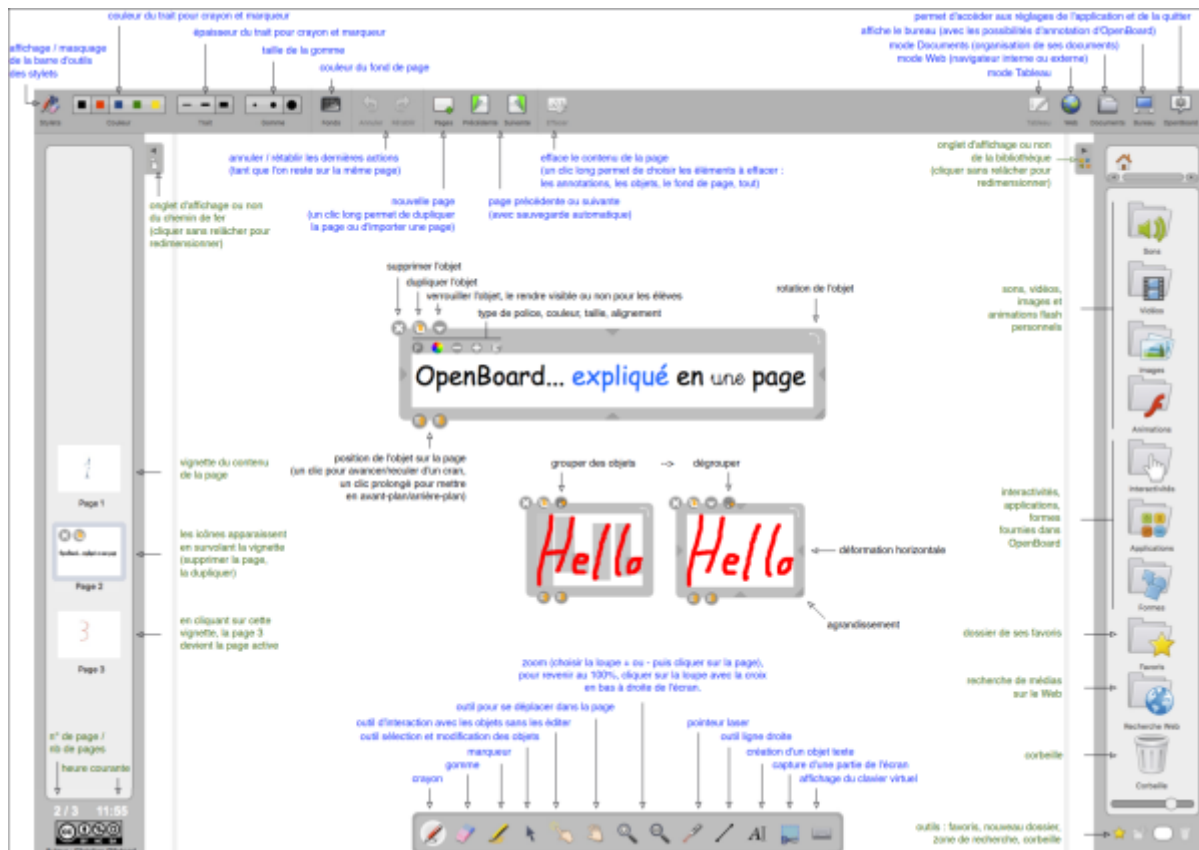 couleur du trait pour crayon et marqueur
épaisseur du trait pour crayon et marqueur
taille de la gomme
couleur du fond de page
affichage / masquage
de la barre d'outils
des stylets
permet d'accéder aux réglages de l'application et de la quitter
affiche le bureau (avec les possibilités d'annotation d'OpenBoard)
mode Documents (organisation de ses documents)
mode Web (navigateur interne ou externe)
mode Tableau
Stylets
Couleur
Trait
Gomme
Fonds
Annuler
Rétablir
Pages
Précédente
Suivante
Effacer
Tableau
Web
Documents
Bureau
OpenBoard
annuler / rétablir les dernières actions
(tant que l'on reste sur la même page)
efface le contenu de la page
(un clic long permet de choisir les éléments à effacer :
les annotations, les objets, le fond de page, tout)
onglet d'affichage ou non
de la bibliothèque
(cliquer sans relâcher pour
redimensionner)
onglet d'affichage ou non
du chemin de fer
(cliquer sans relâcher pour
redimensionner)
nouvelle page
(un clic long permet de dupliquer
la page ou d'importer une page)
page précédente ou suivante
(avec sauvegarde automatique)
supprimer l'objet
dupliquer l'objet
verrouiller l'objet, le rendre visible ou non pour les élèves
type de police, couleur, taille, alignement
rotation de l'objet
OpenBoard... expliqué en une page
position de l'objet sur la page
(un clic pour avancer/reculer d'un cran,
un clic prolongé pour mettre
en avant-plan/arrière-plan)
grouper des objets --> dégrouper
Hello
Hello
déformation horizontale
agrandissement
sons, vidéos,
images et
animations flash
personnels
Sons
Vidéos
Images
Animations
interactivités,
applications,
formes
fournies dans
OpenBoard
Interactivités
Applications
Formes
dossier de ses favoris
Favoris
recherche de médias
sur le Web
Recherche Web
corbeille
Corbeille
outils : favoris, nouveau dossier,
zone de recherche, corbeille
vignette du contenu
de la page
Page 1
les icônes apparaissent
en survolant la vignette
(supprimer la page,
la dupliquer)
Page 2
en cliquant sur cette
vignette, la page 3
devient la page active
3
Page 3
n° de page /
nb de pages
heure courante
2 / 3 11:55
zoom (choisir la loupe + ou - puis cliquer sur la page),
pour revenir au 100%, cliquer sur la loupe avec la croix
en bas à droite de l'écran.
outil pour se déplacer dans la page
outil d'interaction avec les objets sans les éditer
outil sélection et modification des objets
marqueur
gomme
crayon
pointeur laser
outil ligne droite
création d'un objet texte
capture d'une partie de l'écran
affichage du clavier virtuel